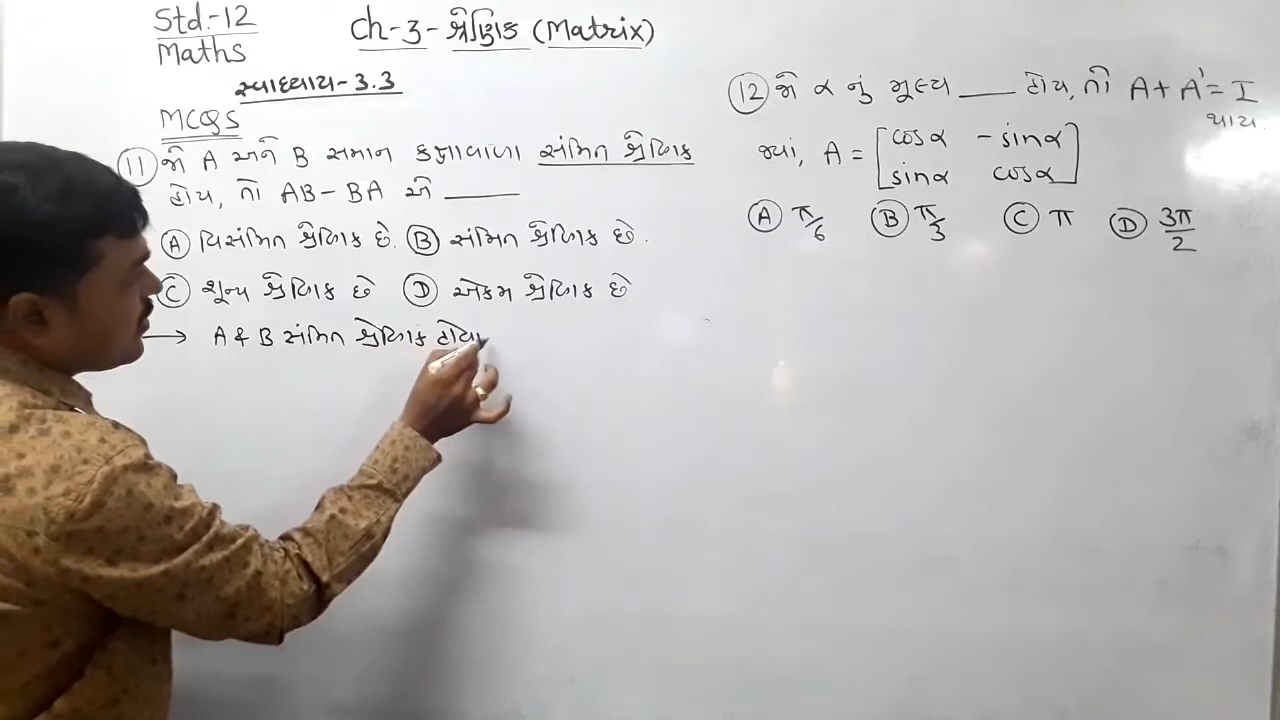 Std.-12
Maths
Ch-3-શ્રેણિક (Matrix)
સ્વાધ્યાય-3.3
MCQS
11 જો A અને B સમાન કક્ષાવાળા સંમિત શ્રેણિક
હોય, તો AB-BA એ ____
A વિસંમિત શ્રેણિક છે. B સંમિત શ્રેણિક છે.
C શૂન્ય શ્રેણિક છે D એકમ શ્રેણિક છે
→ A & B સંમિત શ્રેણિક હોવા
12 જો α નું મૂલ્ય ____ હોય, તો A+A'=I
થાય.
જ્યાં, A = [cosα -sinα
sinα cosα]
A π/6 B π/3 C π D 3π/2